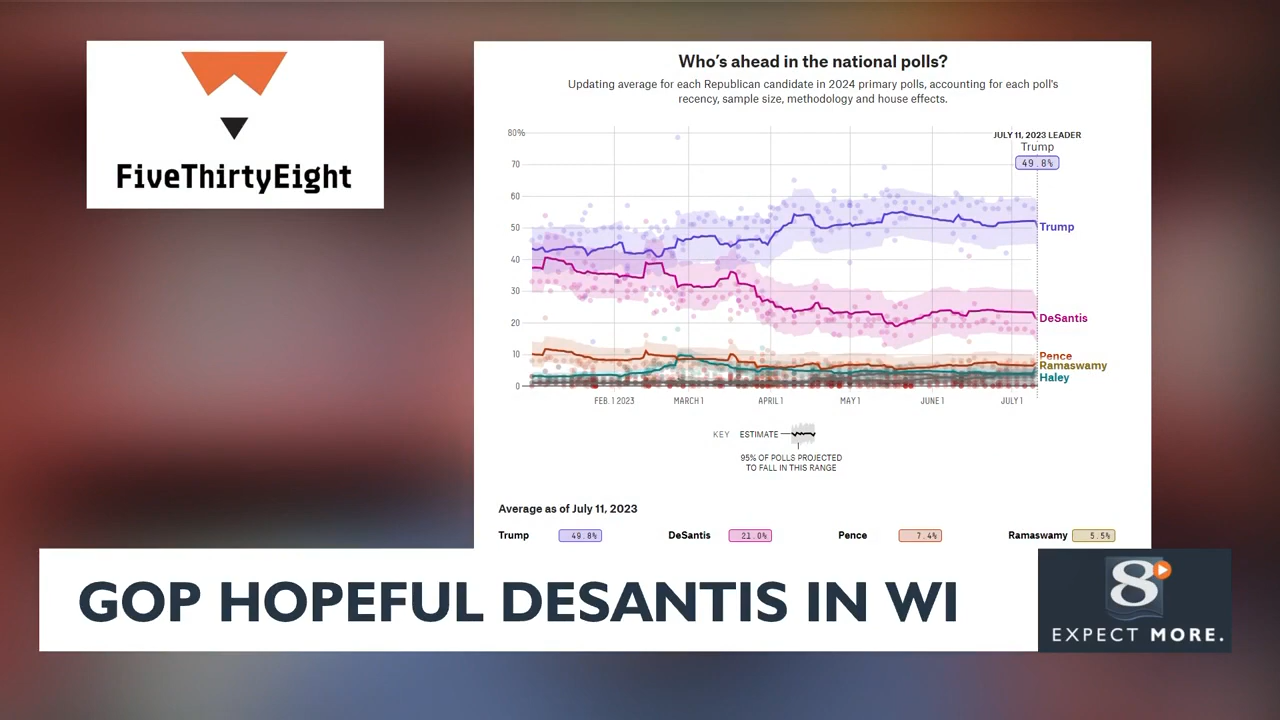 FiveThirtyEight
Who's ahead in the national polls?
Updating average for each Republican candidate in 2024 primary polls, accounting for each poll's
recency, sample size, methodology and house effects.
JULY 11, 2023 LEADER
Trump
49.8%
80%
70
60
50
40
30
20
10
0
Trump
DeSantis
Pence
Ramaswamy
Haley
FEB. 1 2023 MARCH 1 APRIL 1 MAY 1 JUNE 1 JULY 1
KEY ESTIMATE
95% OF POLLS PROJECTED
TO FALL IN THIS RANGE
Average as of July 11, 2023
Trump 49.8% DeSantis 21.0% Pence 7.4% Ramaswamy 5.5%
GOP HOPEFUL DESANTIS IN WI
8
EXPECT MORE.